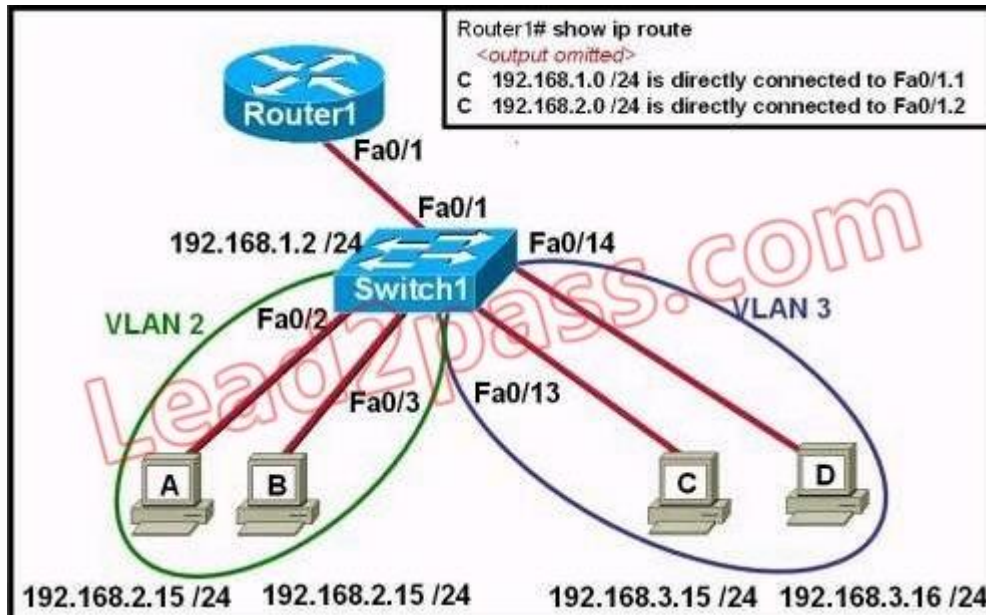 Router1# show ip route
<output omitted>
C 192.168.1.0 /24 is directly connected to Fa0/1.1
C 192.168.2.0 /24 is directly connected to Fa0/1.2
Router1
Fa0/1
Fa0/1
192.168.1.2 /24
Fa0/14
Switch1
VLAN 2
VLAN 3
Fa0/2
Fa0/3
Fa0/13
Lead2pass.com
A
B
C
D
192.168.2.15 /24
192.168.2.15 /24
192.168.3.15 /24
192.168.3.16 /24